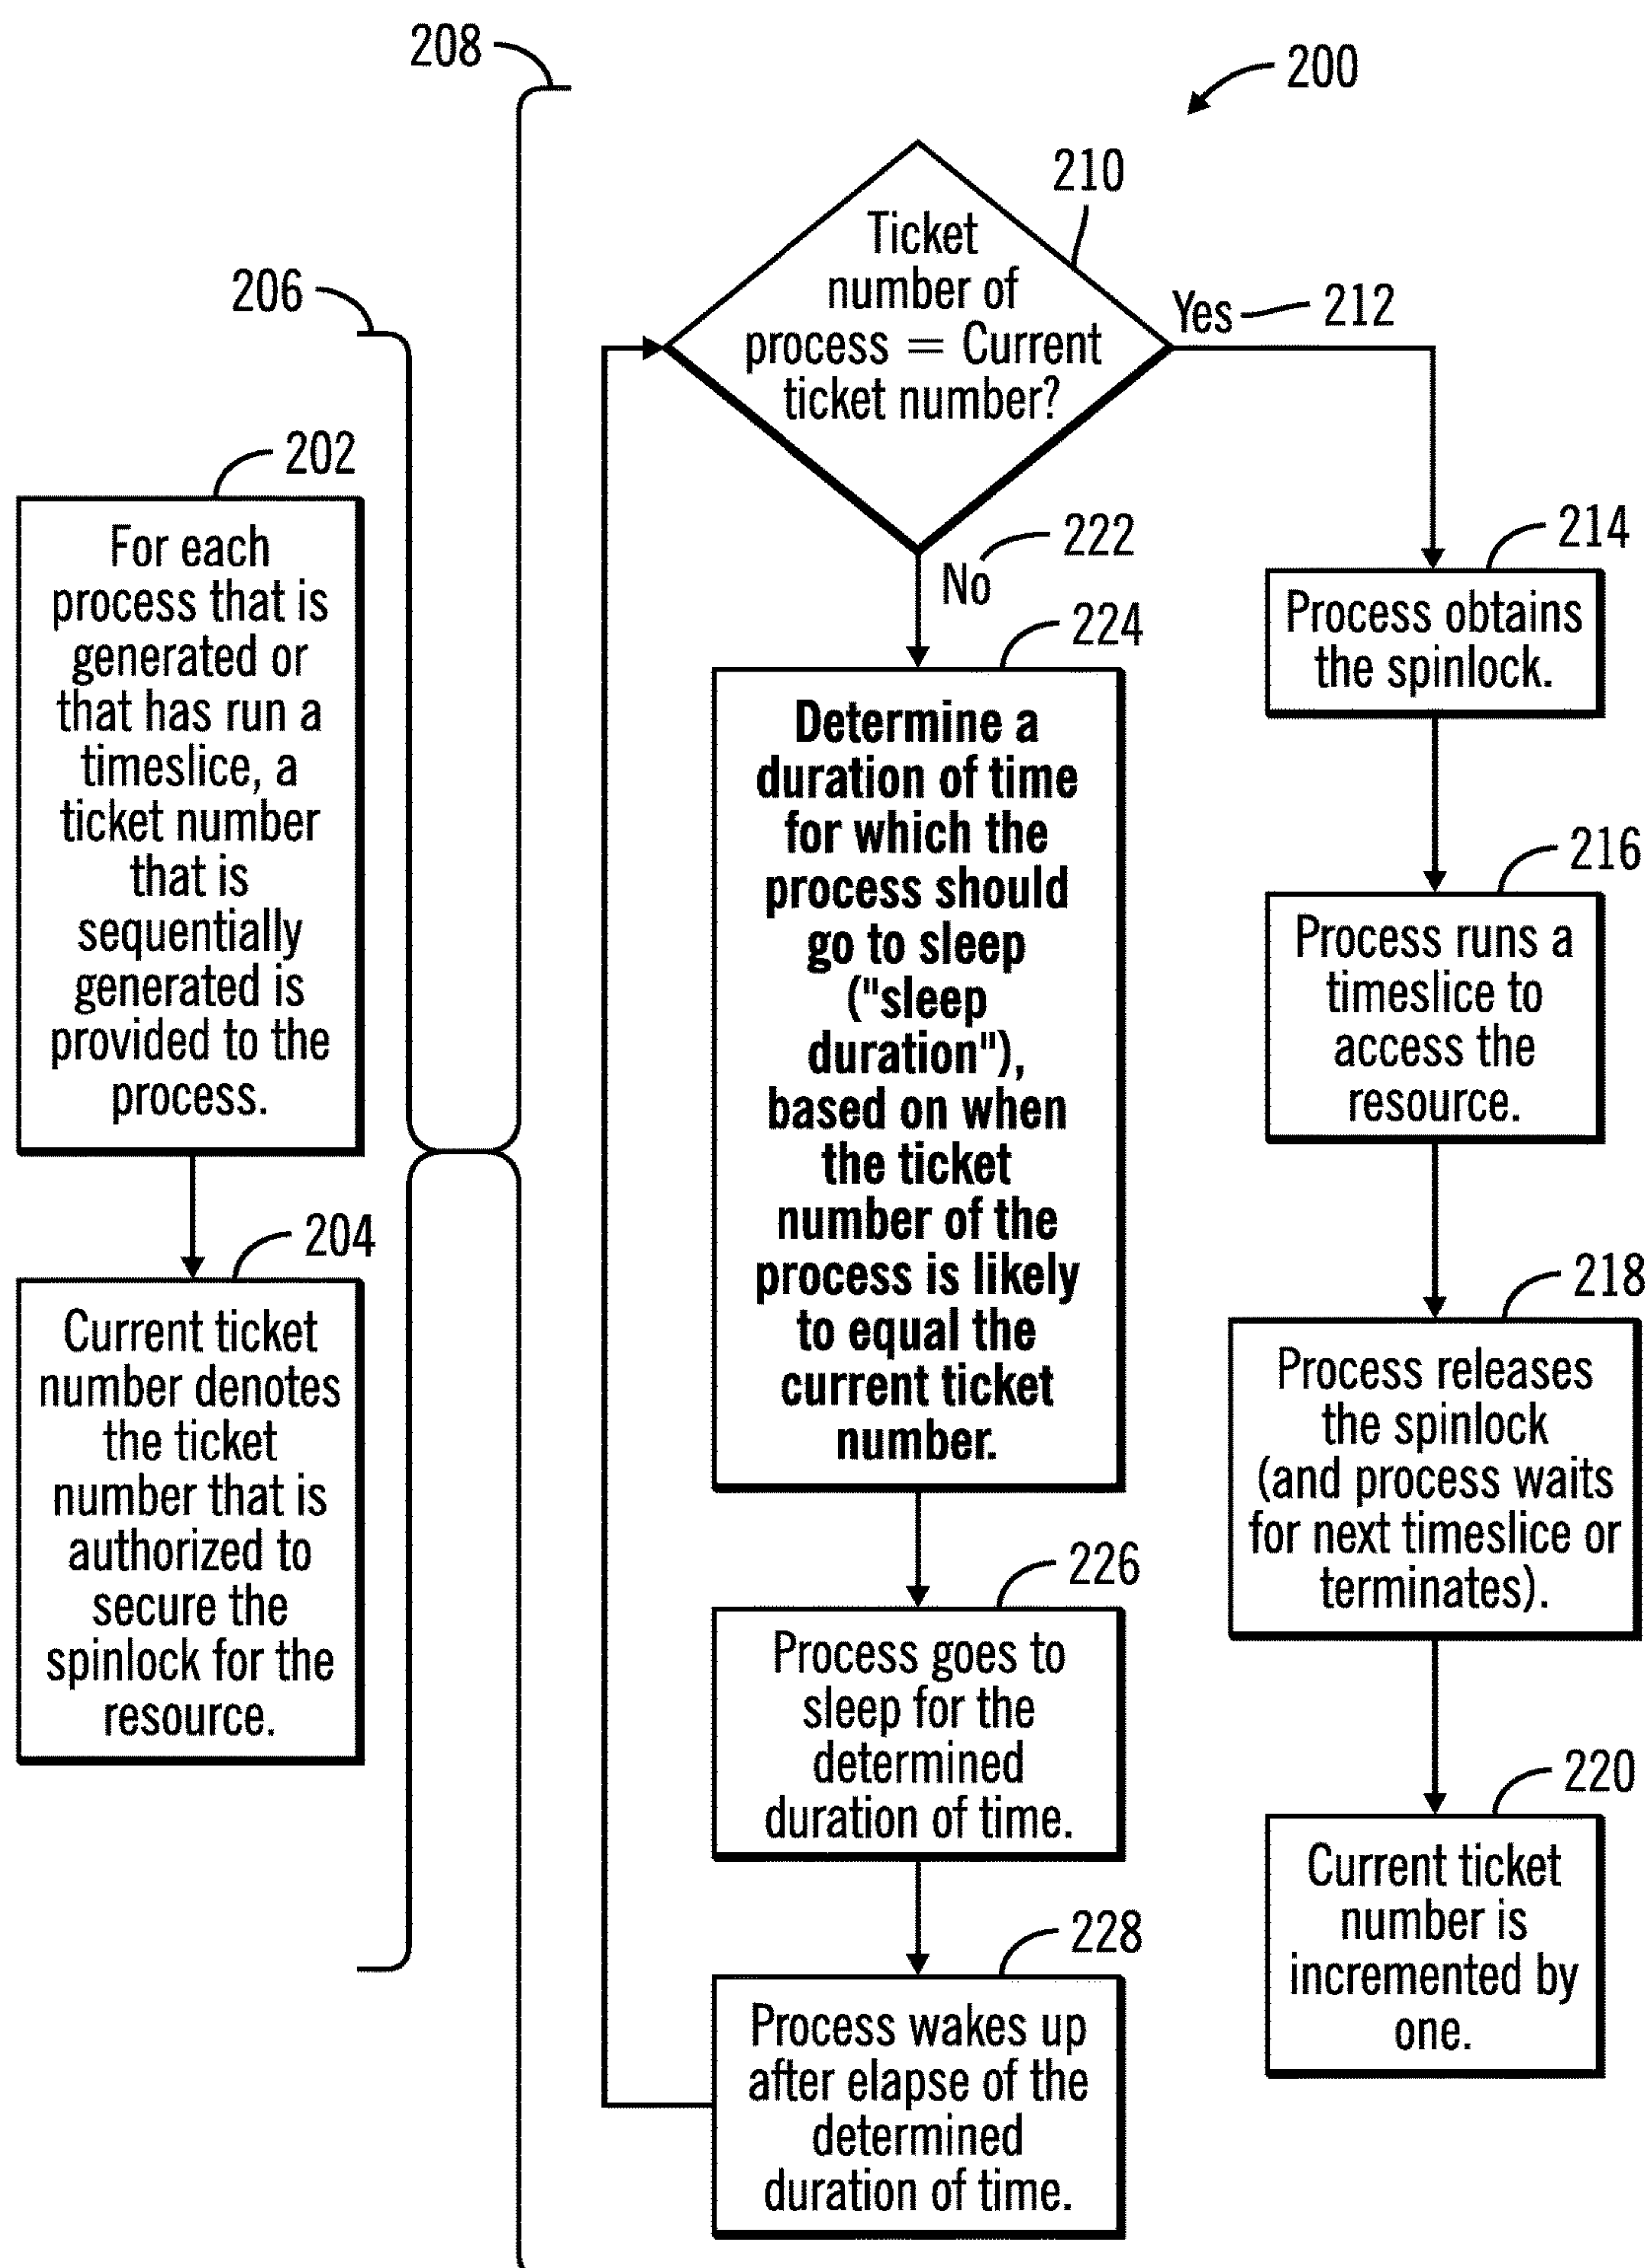 208
200
210
Ticket
number of
process = Current
ticket number?
Yes
212
206
202
For each
process that is
generated or
that has run a
timeslice, a
ticket number
that is
sequentially
generated is
provided to the
process.
204
Current ticket
number denotes
the ticket
number that is
authorized to
secure the
spinlock for the
resource.
222
No
224
Determine a
duration of time
for which the
process should
go to sleep
("sleep
duration"),
based on when
the ticket
number of the
process is likely
to equal the
current ticket
number.
226
Process goes to
sleep for the
determined
duration of time.
228
Process wakes up
after elapse of the
determined
duration of time.
214
Process obtains
the spinlock.
216
Process runs a
timeslice to
access the
resource.
218
Process releases
the spinlock
(and process waits
for next timeslice or
terminates).
220
Current ticket
number is
incremented by
one.